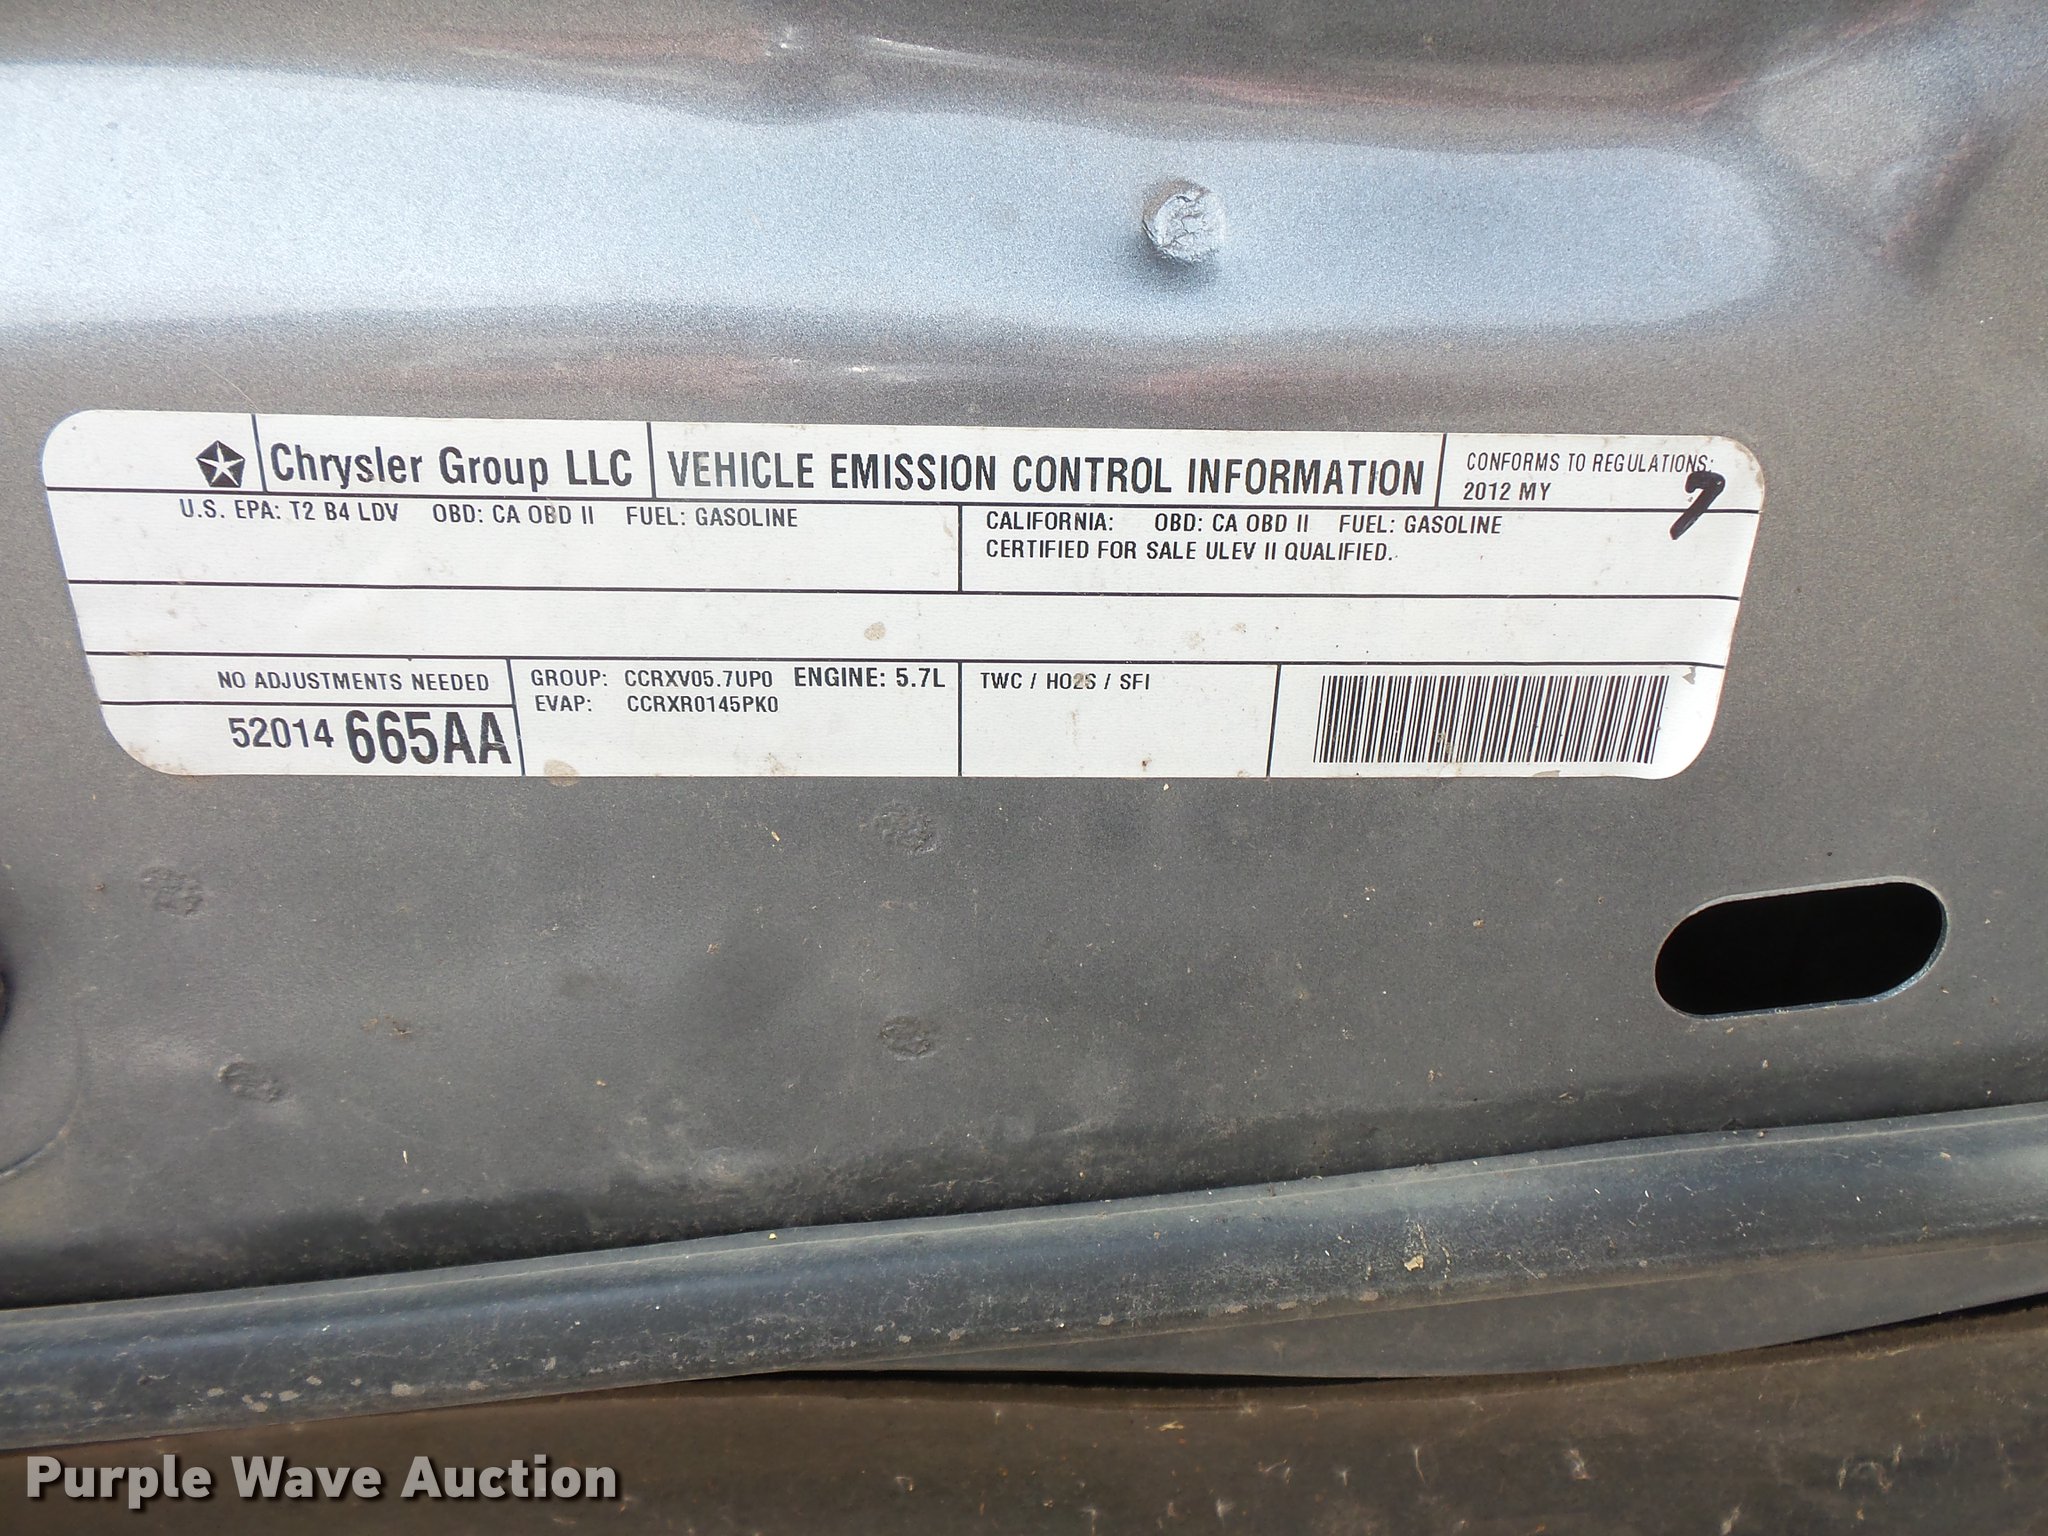 Chrysler Group LLC VEHICLE EMISSION CONTROL INFORMATION
CONFORMS TO REGULATIONS:
2012 MY
7
U.S. EPA: T2 B4 LDV OBD: CA OBD II FUEL: GASOLINE
CALIFORNIA: OBD: CA OBD II FUEL: GASOLINE
CERTIFIED FOR SALE ULEV II QUALIFIED.
NO ADJUSTMENTS NEEDED
52014 665AA
GROUP: CCRXV05.7UP0 ENGINE: 5.7L
EVAP: CCRXR0145PK0
TWC / HO2S / SFI
Purple Wave Auction